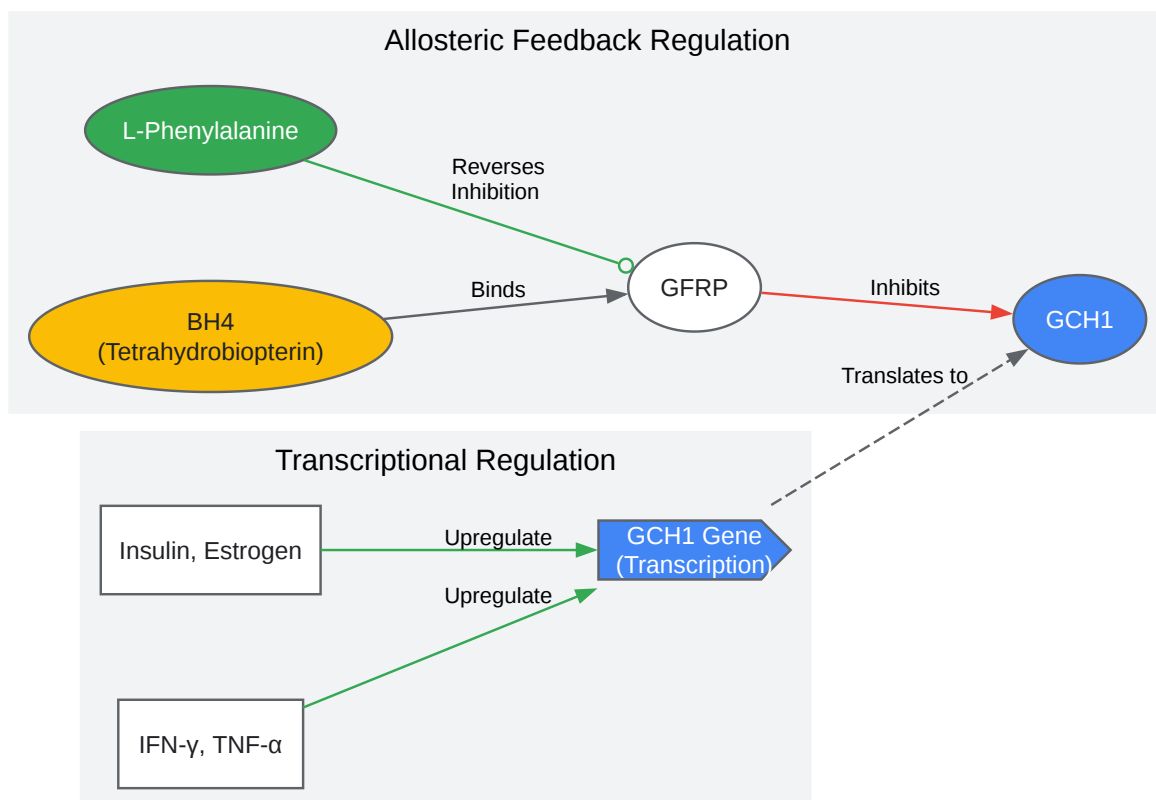 Allosteric Feedback Regulation
L-Phenylalanine
Reverses
Inhibition
BH4
(Tetrahydrobiopterin)
Binds
GFRP
Inhibits
GCH1
Translates to
Transcriptional Regulation
Insulin, Estrogen
Upregulate
GCH1 Gene
(Transcription)
Upregulate
IFN-γ, TNF-α